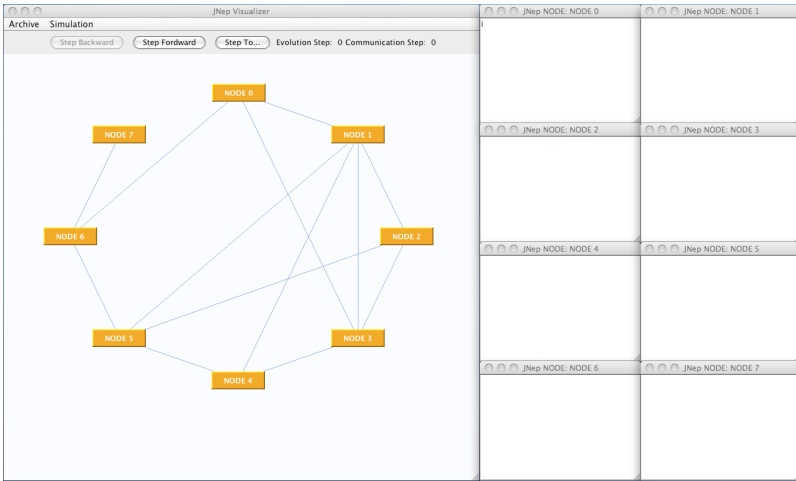 JNep Visualizer
Archive Simulation
Step Backward Step Fordward Step To... Evolution Step: 0 Communication Step: 0
NODE 0
NODE 7
NODE 1
NODE 6
NODE 2
NODE 5
NODE 3
NODE 4
JNep NODE: NODE 0
i
JNep NODE: NODE 1
JNep NODE: NODE 2
JNep NODE: NODE 3
JNep NODE: NODE 4
JNep NODE: NODE 5
JNep NODE: NODE 6
JNep NODE: NODE 7